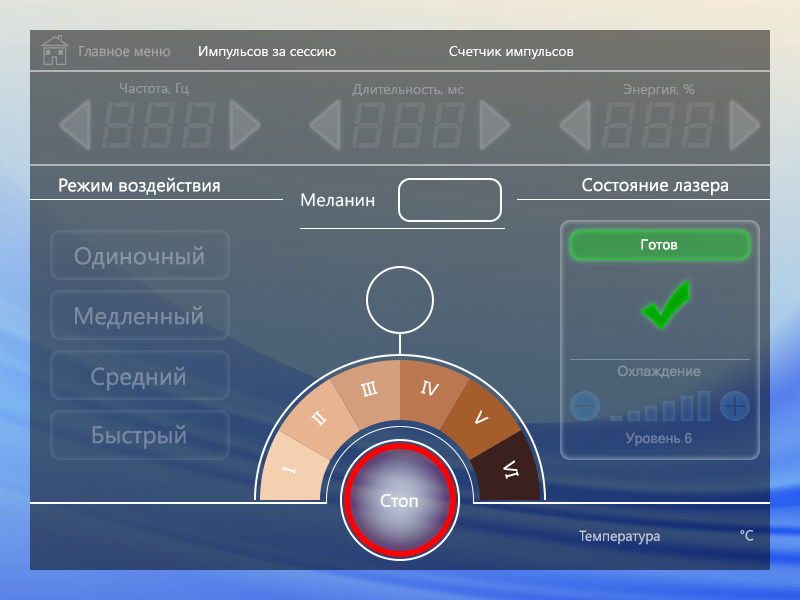 Главное меню
Импульсов за сессию
Счетчик импульсов
Частота, Гц
Длительность, мс
Энергия, %
888
888
888
Режим воздействия
Меланин
Состояние лазера
Готов
Одиночный
Медленный
Средний
Быстрый
I
II
III
IV
V
VI
Охлаждение
Уровень 6
Стоп
Температура
°C